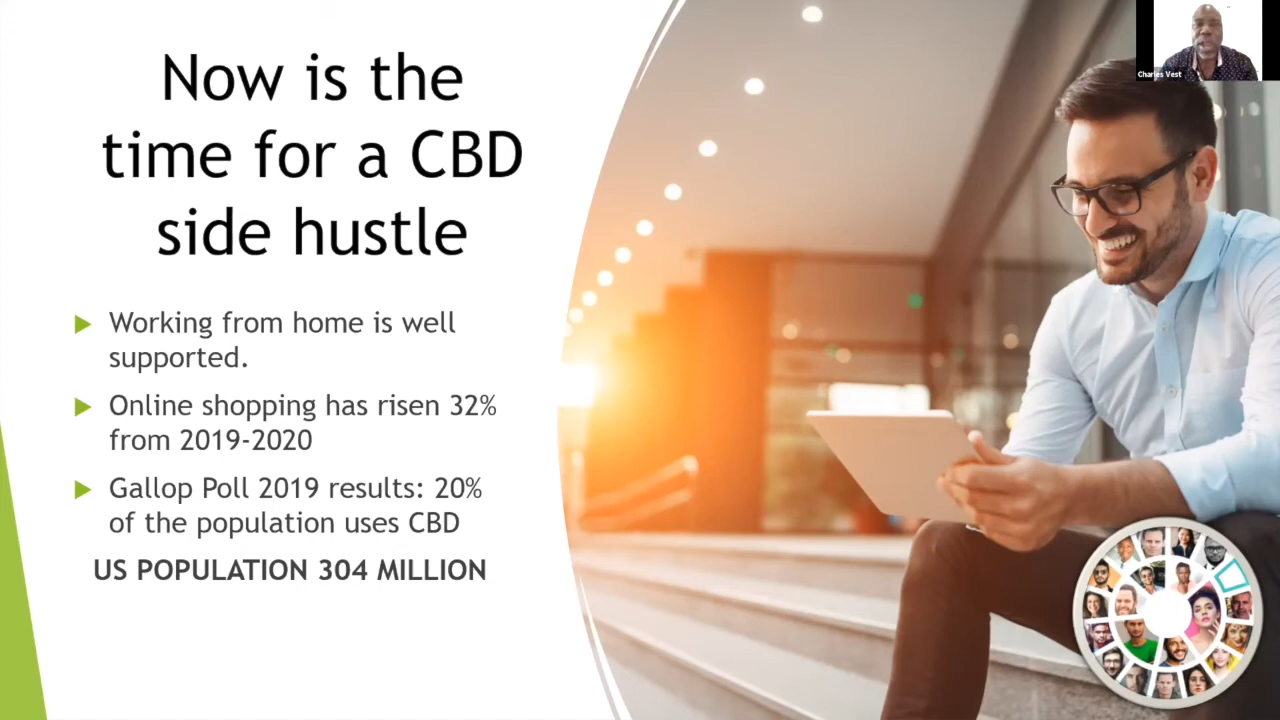 Now is the
time for a CBD
side hustle
Working from home is well
supported.
Online shopping has risen 32%
from 2019-2020
Gallop Poll 2019 results: 20%
of the population uses CBD
US POPULATION 304 MILLION
Charles Vest